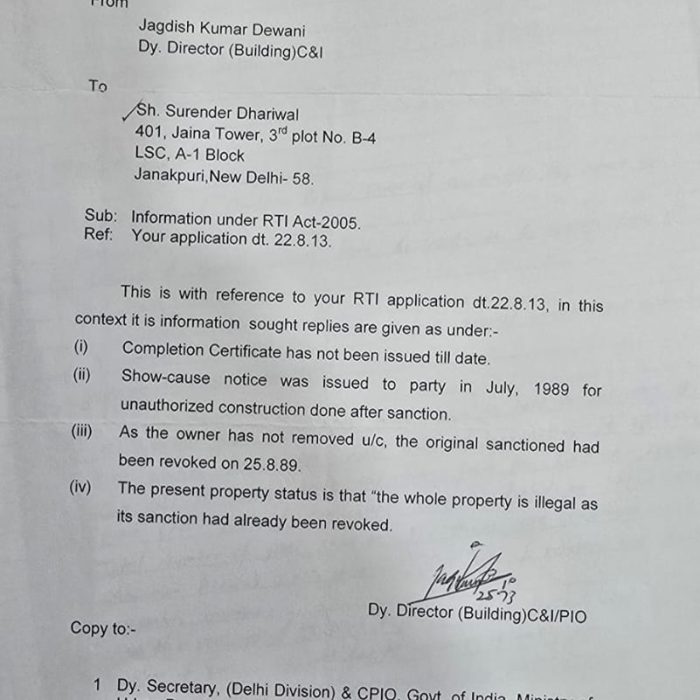 From
Jagdish Kumar Dewani
Dy. Director (Building)C&I
To
Sh. Surender Dhariwal
401, Jaina Tower, 3rd plot No. B-4
LSC, A-1 Block
Janakpuri,New Delhi- 58.
Sub: Information under RTI Act-2005.
Ref: Your application dt. 22.8.13.
This is with reference to your RTI application dt.22.8.13, in this
context it is information sought replies are given as under:-
(i) Completion Certificate has not been issued till date.
(ii) Show-cause notice was issued to party in July, 1989 for
unauthorized construction done after sanction.
(iii) As the owner has not removed u/c, the original sanctioned had
been revoked on 25.8.89.
(iv) The present property status is that "the whole property is illegal as
its sanction had already been revoked.
Dy. Director (Building)C&I/PIO
Copy to:-
1 Dy. Secretary, (Delhi Division) & CPIO, Govt. of India